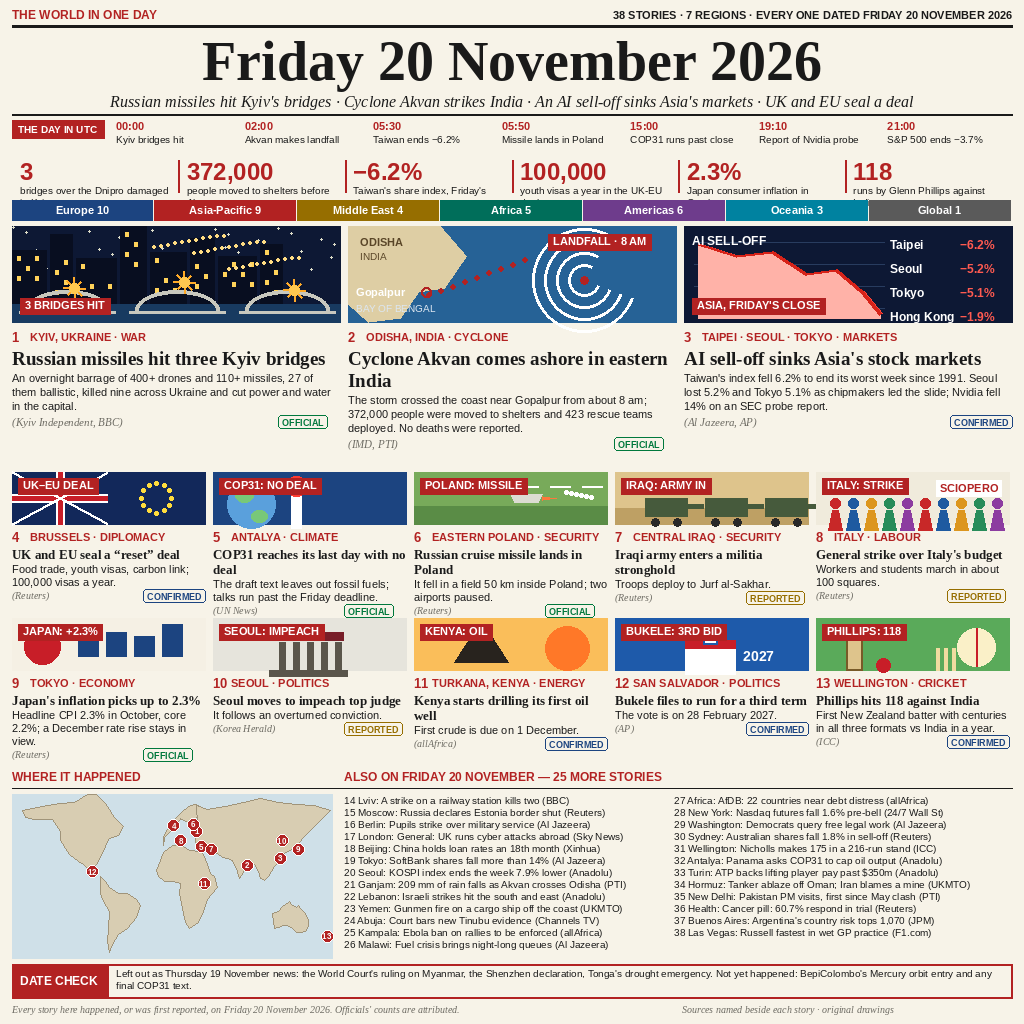 THE WORLD IN ONE DAY
38 STORIES · 7 REGIONS · EVERY ONE DATED FRIDAY 20 NOVEMBER 2026
Friday 20 November 2026
Russian missiles hit Kyiv's bridges · Cyclone Akvan strikes India · An AI sell-off sinks Asia's markets · UK and EU seal a deal
THE DAY IN UTC
00:00
Kyiv bridges hit
02:00
Akvan makes landfall
05:30
Taiwan ends −6.2%
05:50
Missile lands in Poland
15:00
COP31 runs past close
19:10
Report of Nvidia probe
21:00
S&P 500 ends −3.7%
3
bridges over the Dnipro damaged
372,000
people moved to shelters before
−6.2%
Taiwan's share index, Friday's
100,000
youth visas a year in the UK-EU
2.3%
Japan consumer inflation in
118
runs by Glenn Phillips against
Europe 10
Asia-Pacific 9
Middle East 4
Africa 5
Americas 6
Oceania 3
Global 1
3 BRIDGES HIT
ODISHA
INDIA
LANDFALL · 8 AM
Gopalpur
BAY OF BENGAL
AI SELL-OFF
Taipei −6.2%
Seoul −5.2%
Tokyo −5.1%
Hong Kong −1.9%
ASIA, FRIDAY'S CLOSE
1 KYIV, UKRAINE · WAR
Russian missiles hit three Kyiv bridges
An overnight barrage of 400+ drones and 110+ missiles, 27 of
them ballistic, killed nine across Ukraine and cut power and water
in the capital.
(Kyiv Independent, BBC)
OFFICIAL
2 ODISHA, INDIA · CYCLONE
Cyclone Akvan comes ashore in eastern
India
The storm crossed the coast near Gopalpur from about 8 am;
372,000 people were moved to shelters and 423 rescue teams
deployed. No deaths were reported.
(IMD, PTI)
OFFICIAL
3 TAIPEI · SEOUL · TOKYO · MARKETS
AI sell-off sinks Asia's stock markets
Taiwan's index fell 6.2% to end its worst week since 1991. Seoul
lost 5.2% and Tokyo 5.1% as chipmakers led the slide; Nvidia fell
14% on an SEC probe report.
(Al Jazeera, AP)
CONFIRMED
UK–EU DEAL
4 BRUSSELS · DIPLOMACY
UK and EU seal a “reset” deal
Food trade, youth visas, carbon link;
100,000 visas a year.
(Reuters)
CONFIRMED
COP31: NO DEAL
5 ANTALYA · CLIMATE
COP31 reaches its last day with no
deal
The draft text leaves out fossil fuels;
talks run past the Friday deadline.
(UN News)
OFFICIAL
POLAND: MISSILE
6 EASTERN POLAND · SECURITY
Russian cruise missile lands in
Poland
It fell in a field 50 km inside Poland; two
airports paused.
(Reuters)
OFFICIAL
IRAQ: ARMY IN
7 CENTRAL IRAQ · SECURITY
Iraqi army enters a militia
stronghold
Troops deploy to Jurf al-Sakhar.
(Reuters)
REPORTED
ITALY: STRIKE
SCIOPERO
8 ITALY · LABOUR
General strike over Italy's budget
Workers and students march in about
100 squares.
(Reuters)
REPORTED
JAPAN: +2.3%
9 TOKYO · ECONOMY
Japan's inflation picks up to 2.3%
Headline CPI 2.3% in October, core
2.2%; a December rate rise stays in
view.
(Reuters)
OFFICIAL
SEOUL: IMPEACH
10 SEOUL · POLITICS
Seoul moves to impeach top judge
It follows an overturned conviction.
(Korea Herald)
REPORTED
KENYA: OIL
11 TURKANA, KENYA · ENERGY
Kenya starts drilling its first oil
well
First crude is due on 1 December.
(allAfrica)
CONFIRMED
BUKELE: 3RD BID
2027
12 SAN SALVADOR · POLITICS
Bukele files to run for a third term
The vote is on 28 February 2027.
(AP)
CONFIRMED
PHILLIPS: 118
13 WELLINGTON · CRICKET
Phillips hits 118 against India
First New Zealand batter with centuries
in all three formats vs India in a year.
(ICC)
CONFIRMED
WHERE IT HAPPENED
4
6
1
8
5
7
2
10
3
9
11
12
13
ALSO ON FRIDAY 20 NOVEMBER — 25 MORE STORIES
14 Lviv: A strike on a railway station kills two (BBC)
15 Moscow: Russia declares Estonia border shut (Reuters)
16 Berlin: Pupils strike over military service (Al Jazeera)
17 London: General: UK runs cyber attacks abroad (Sky News)
18 Beijing: China holds loan rates an 18th month (Xinhua)
19 Tokyo: SoftBank shares fall more than 14% (Al Jazeera)
20 Seoul: KOSPI index ends the week 7.9% lower (Anadolu)
21 Ganjam: 209 mm of rain falls as Akvan crosses Odisha (PTI)
22 Lebanon: Israeli strikes hit the south and east (Anadolu)
23 Yemen: Gunmen fire on a cargo ship off the coast (UKMTO)
24 Abuja: Court bars new Tinubu evidence (Channels TV)
25 Kampala: Ebola ban on rallies to be enforced (allAfrica)
26 Malawi: Fuel crisis brings night-long queues (Al Jazeera)
27 Africa: AfDB: 22 countries near debt distress (allAfrica)
28 New York: Nasdaq futures fall 1.6% pre-bell (24/7 Wall St)
29 Washington: Democrats query free legal work (Al Jazeera)
30 Sydney: Australian shares fall 1.8% in sell-off (Reuters)
31 Wellington: Nicholls makes 175 in a 216-run stand (ICC)
32 Antalya: Panama asks COP31 to cap oil output (Anadolu)
33 Turin: ATP backs lifting player pay past $350m (Anadolu)
34 Hormuz: Tanker ablaze off Oman; Iran blames a mine (UKMTO)
35 New Delhi: Pakistan PM visits, first since May clash (PTI)
36 Health: Cancer pill: 60.7% respond in trial (Reuters)
37 Buenos Aires: Argentina's country risk tops 1,070 (JPM)
38 Las Vegas: Russell fastest in wet GP practice (F1.com)
DATE CHECK
Left out as Thursday 19 November news: the World Court's ruling on Myanmar, the Shenzhen declaration, Tonga's drought emergency. Not yet happened: BepiColombo's Mercury orbit entry and any
final COP31 text.
Every story here happened, or was first reported, on Friday 20 November 2026. Officials' counts are attributed.
Sources named beside each story · original drawings